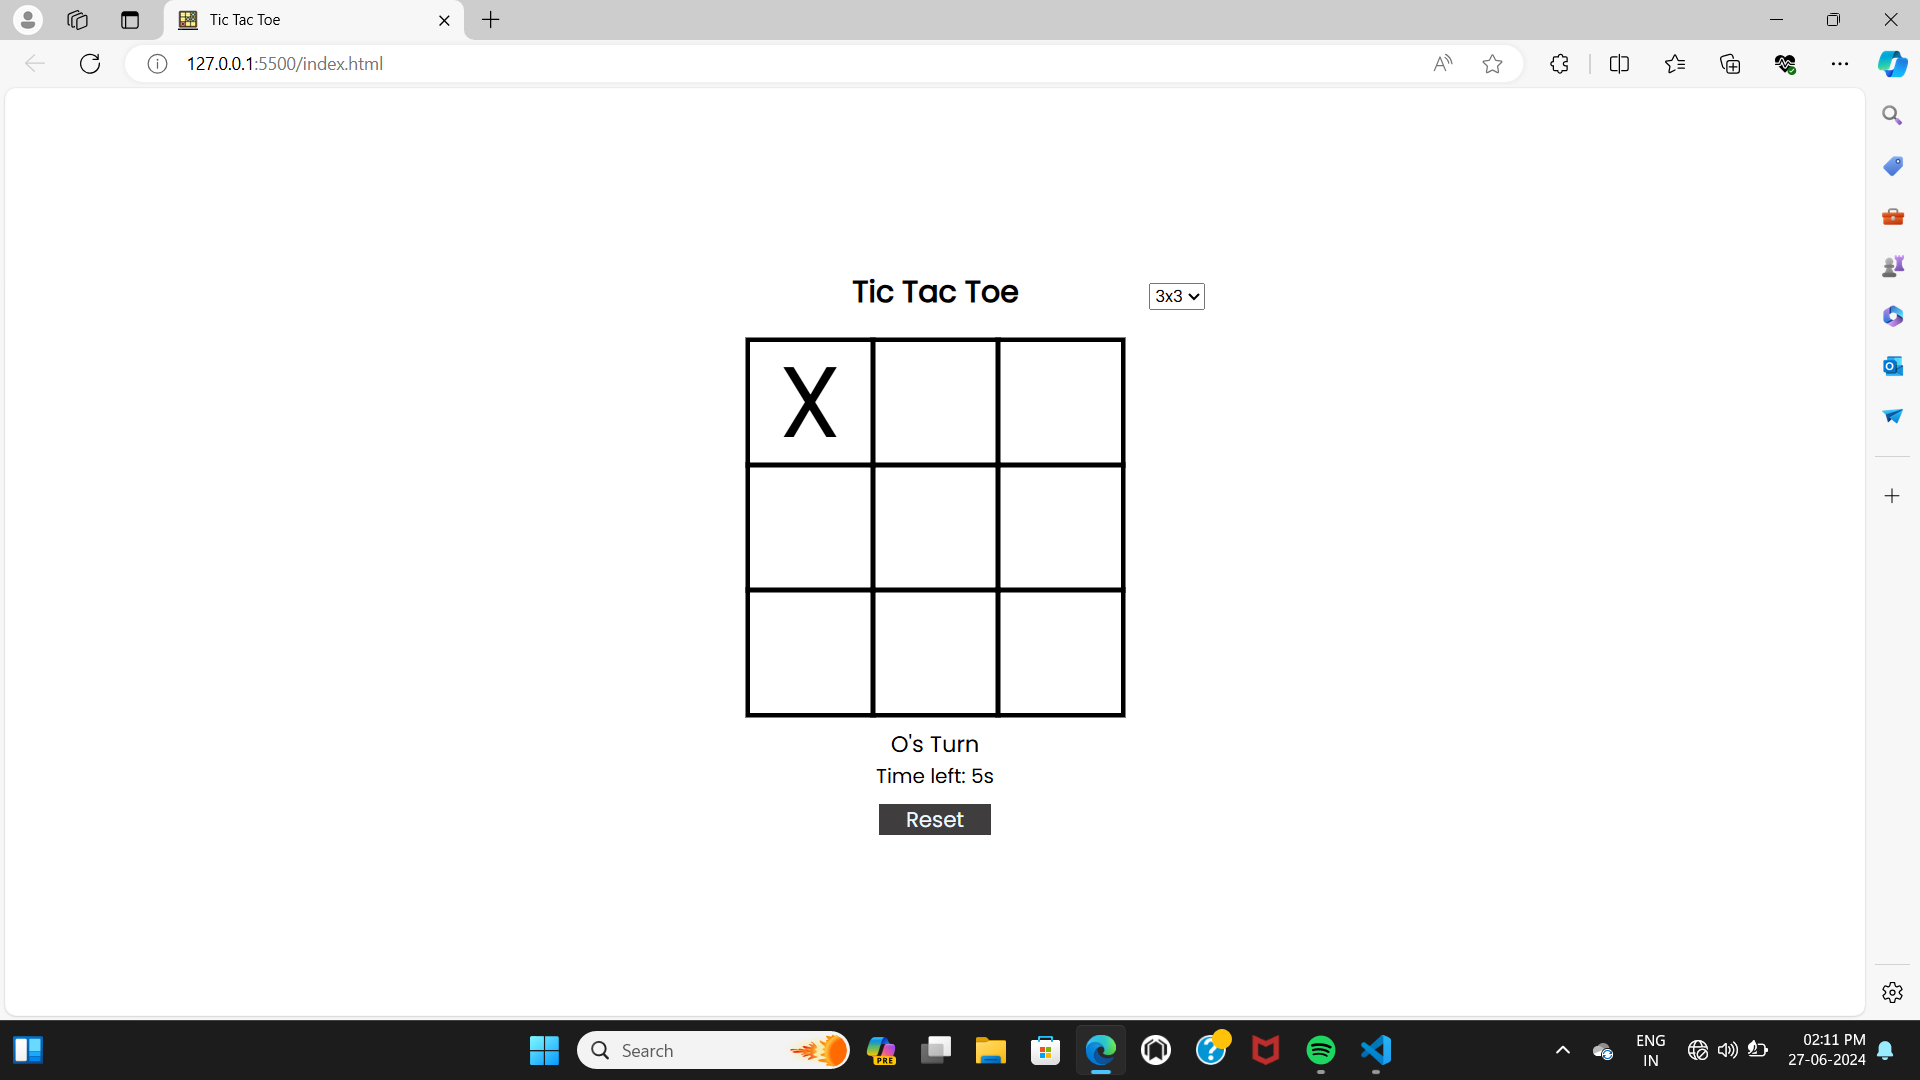 Tic Tac Toe
127.0.0.1:5500/index.html
Tic Tac Toe
3x3
X
O's Turn
Time left: 5s
Reset
Search
PRE
ENG
IN
02:11 PM
27-06-2024